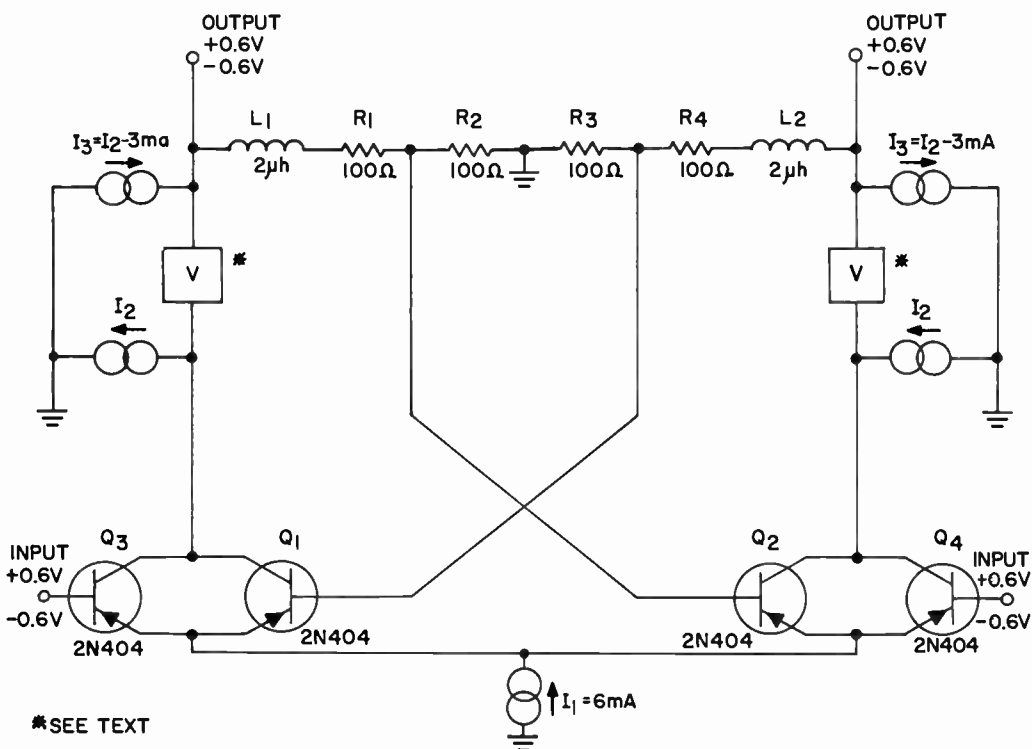 OUTPUT
+0.6V
-0.6V
OUTPUT
+0.6V
-0.6V
I3=I2-3ma
L1
2μh
R1
100Ω
R2
100Ω
R3
100Ω
R4
100Ω
L2
2μh
I3=I2-3mA
V
*
V
*
I2
I2
INPUT
+0.6V
-0.6V
Q3
2N404
Q1
2N404
Q2
2N404
Q4
2N404
INPUT
+0.6V
-0.6V
I1=6mA
*SEE TEXT